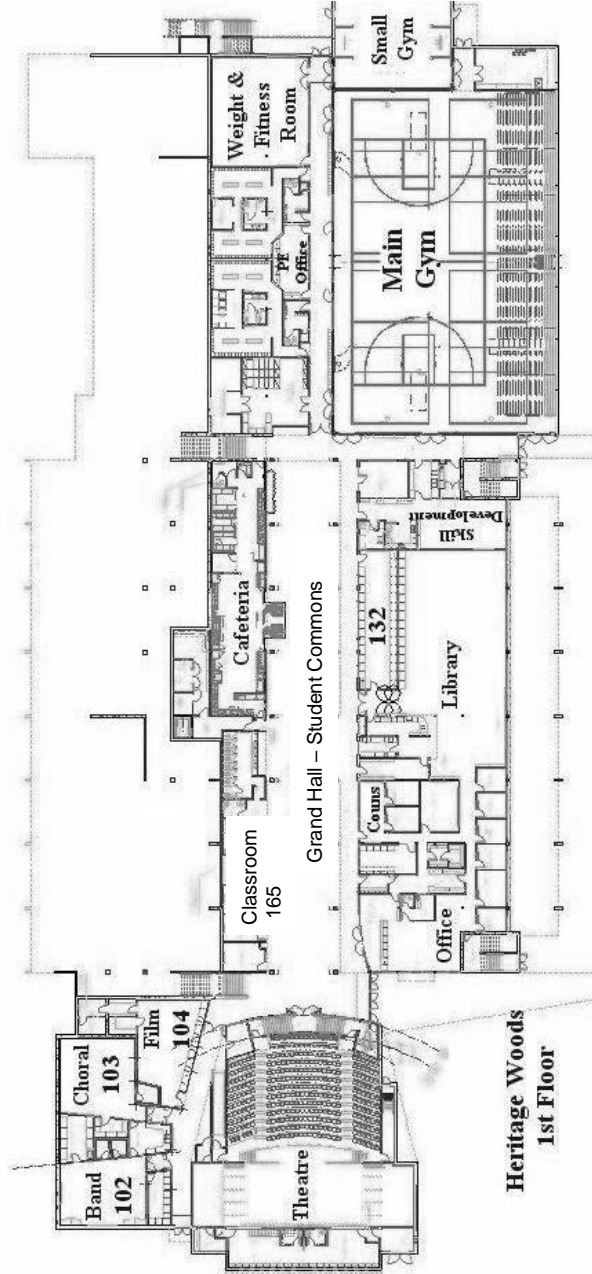 Small
Gym
Weight &
Fitness
Room
PE
Office
Main
Gym
Cafeteria
Skill
Development
132
Library
Grand Hall – Student Commons
Classroom
165
Couns
Office
Film
104
Choral
103
Band
102
Theatre
Heritage Woods
1st Floor